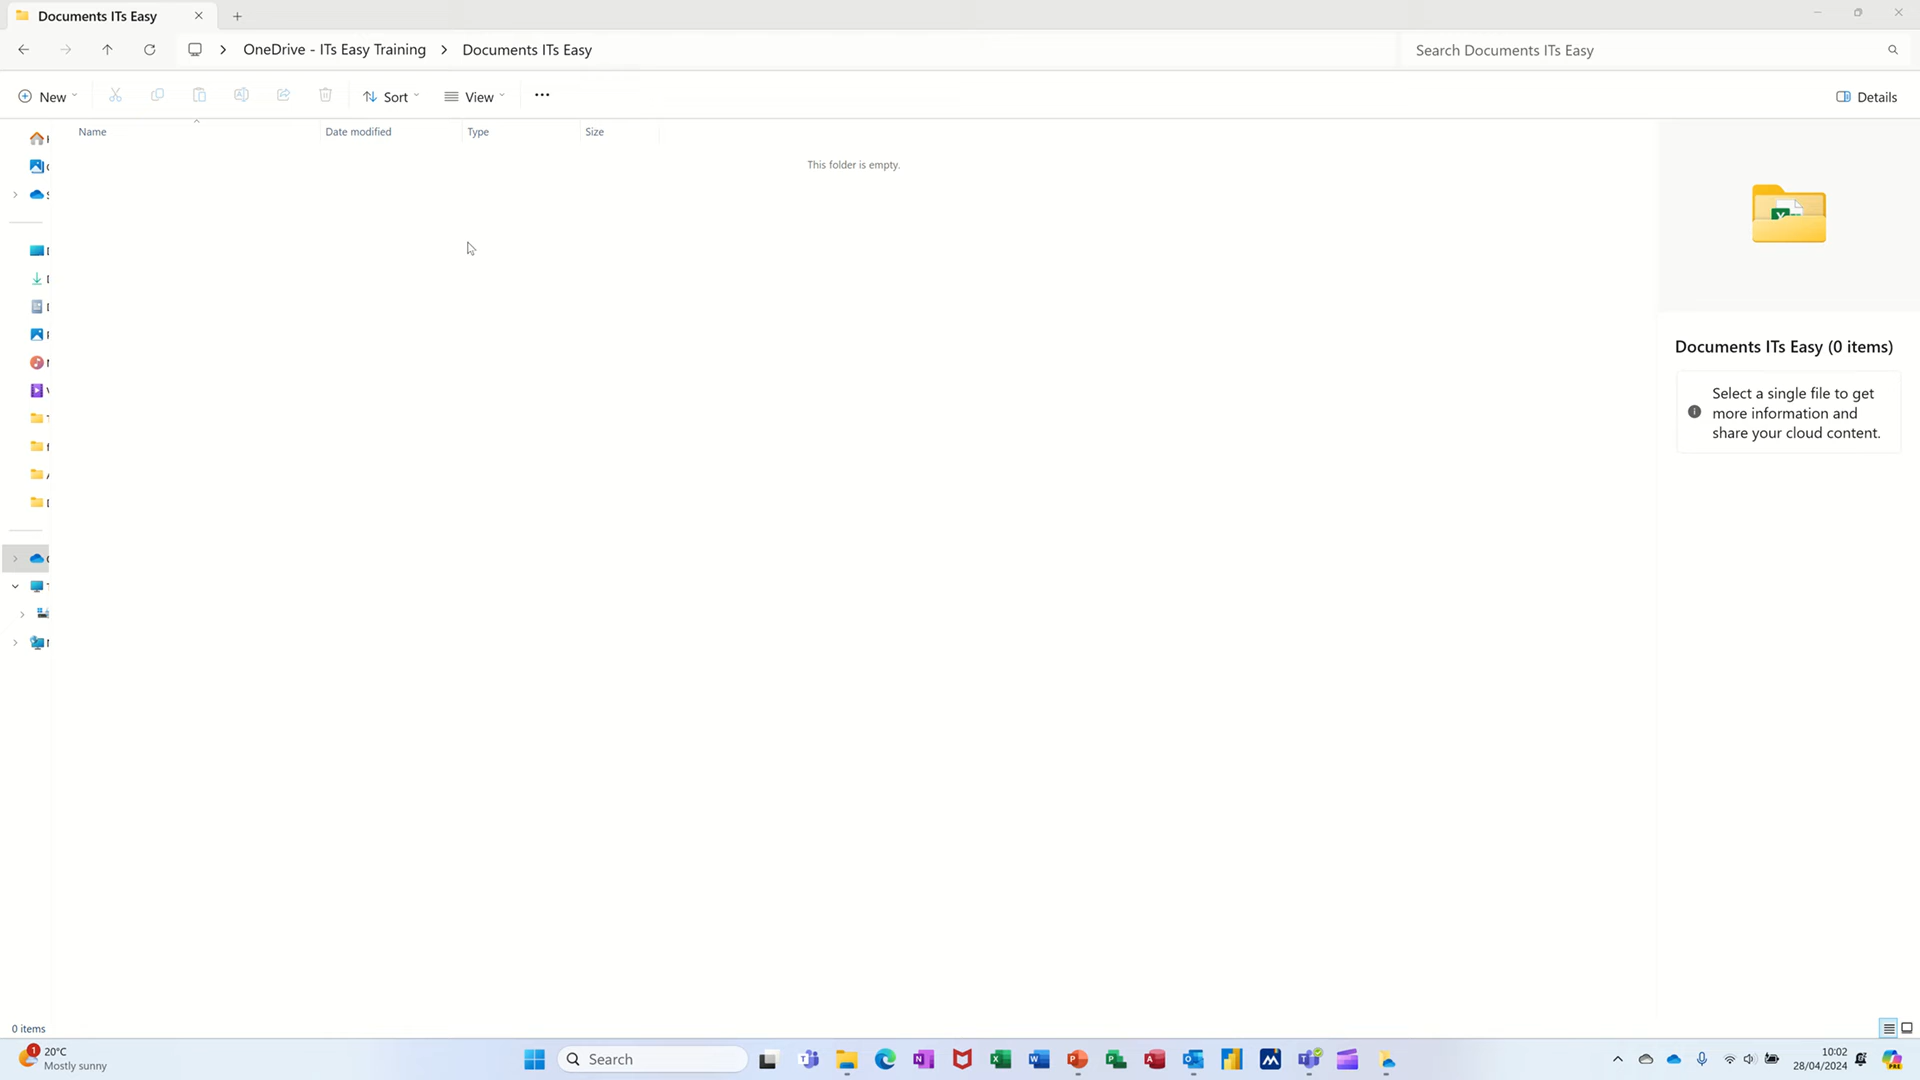 Documents ITs Easy
OneDrive - ITs Easy Training
Documents ITs Easy
Search Documents ITs Easy
New
Sort
View
Details
Name
Date modified
Type
Size
This folder is empty.
Documents ITs Easy (0 items)
Select a single file to get
more information and
share your cloud content.
0 items
1
20°C
Mostly sunny
Search
10:02
28/04/2024
PRE